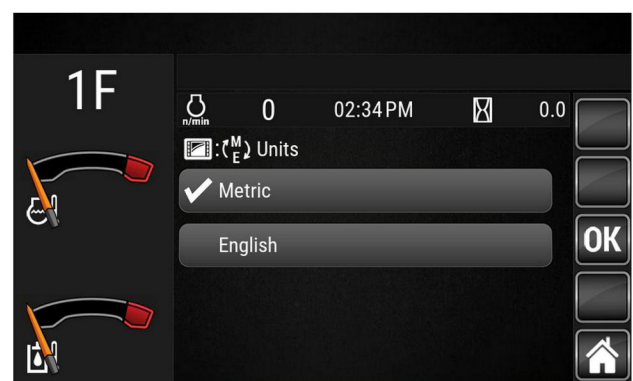 1F
n/min 0 02:34 PM 0.0
:(M E) Units
Metric
English
OK